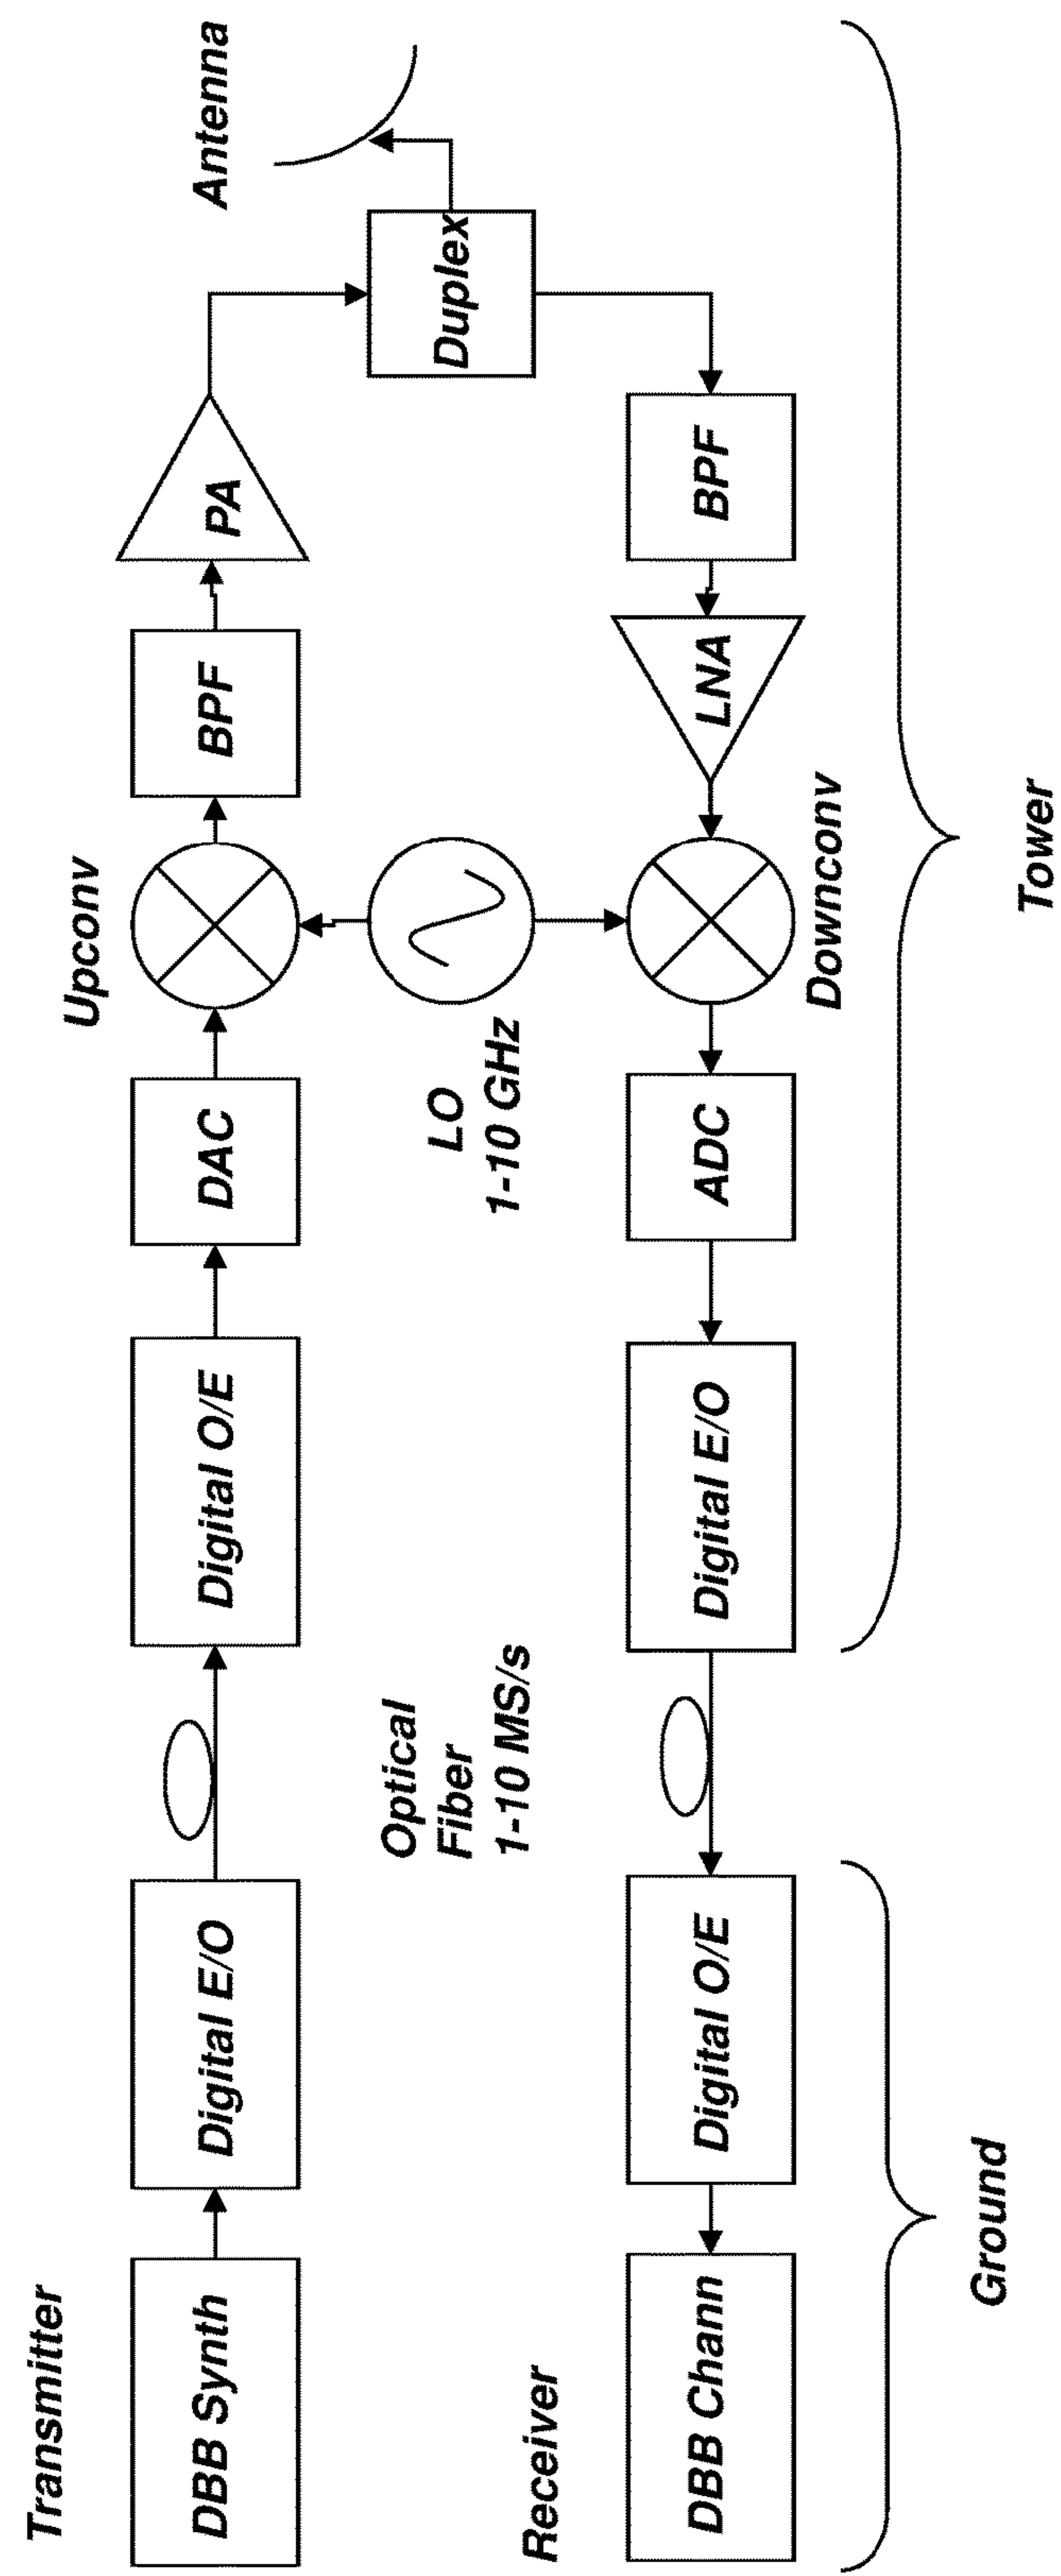 Transmitter
DBB Synth
Digital E/O
Digital O/E
DAC
Upconv
BPF
PA
Antenna
Duplex
Optical
Fiber
1-10 MS/s
LO
1-10 GHz
Receiver
DBB Chann
Digital O/E
Digital E/O
ADC
Downconv
LNA
BPF
Ground
Tower